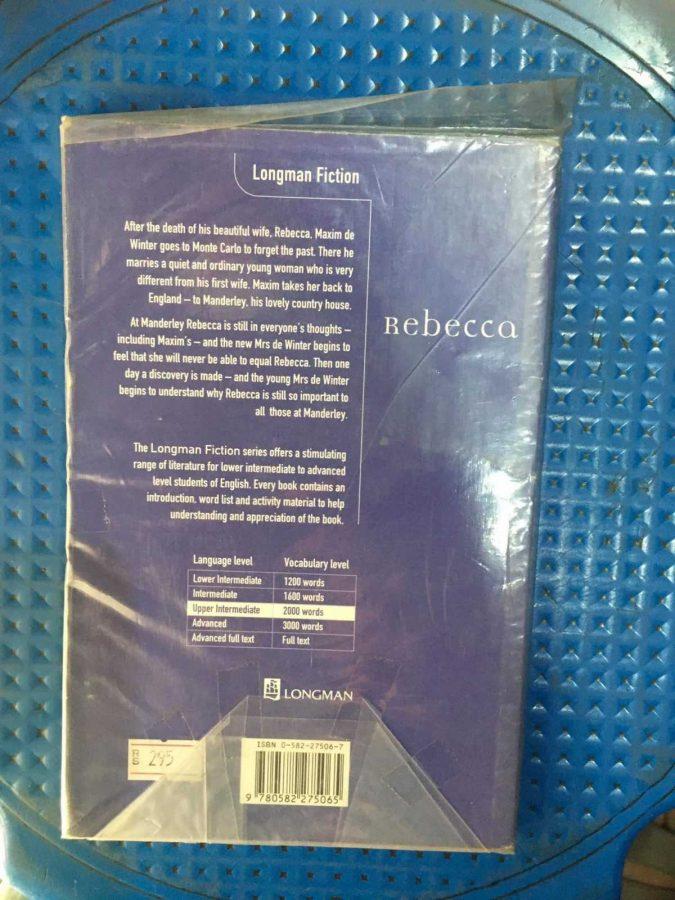 Longman Fiction
After the death of his beautiful wife, Rebecca, Maxim de
Winter goes to Monte Carlo to forget the past. There he
marries a quiet and ordinary young woman who is very
different from his first wife. Maxim takes her back to
England – to Manderley, his lovely country house.
At Manderley Rebecca is still in everyone's thoughts –
including Maxim's – and the new Mrs de Winter begins to
feel that she will never be able to equal Rebecca. Then one
day a discovery is made – and the young Mrs de Winter
begins to understand why Rebecca is still so important to
all those at Manderley.
Rebecca
The Longman Fiction series offers a stimulating
range of literature for lower intermediate to advanced
level students of English. Every book contains an
introduction, word list and activity material to help
understanding and appreciation of the book.
Language level Vocabulary level
Lower Intermediate 1200 words
Intermediate 1600 words
Upper Intermediate 2000 words
Advanced 3000 words
Advanced full text Full text
LONGMAN
RS 295
ISBN 0-582-27506-7
9 780582 275065